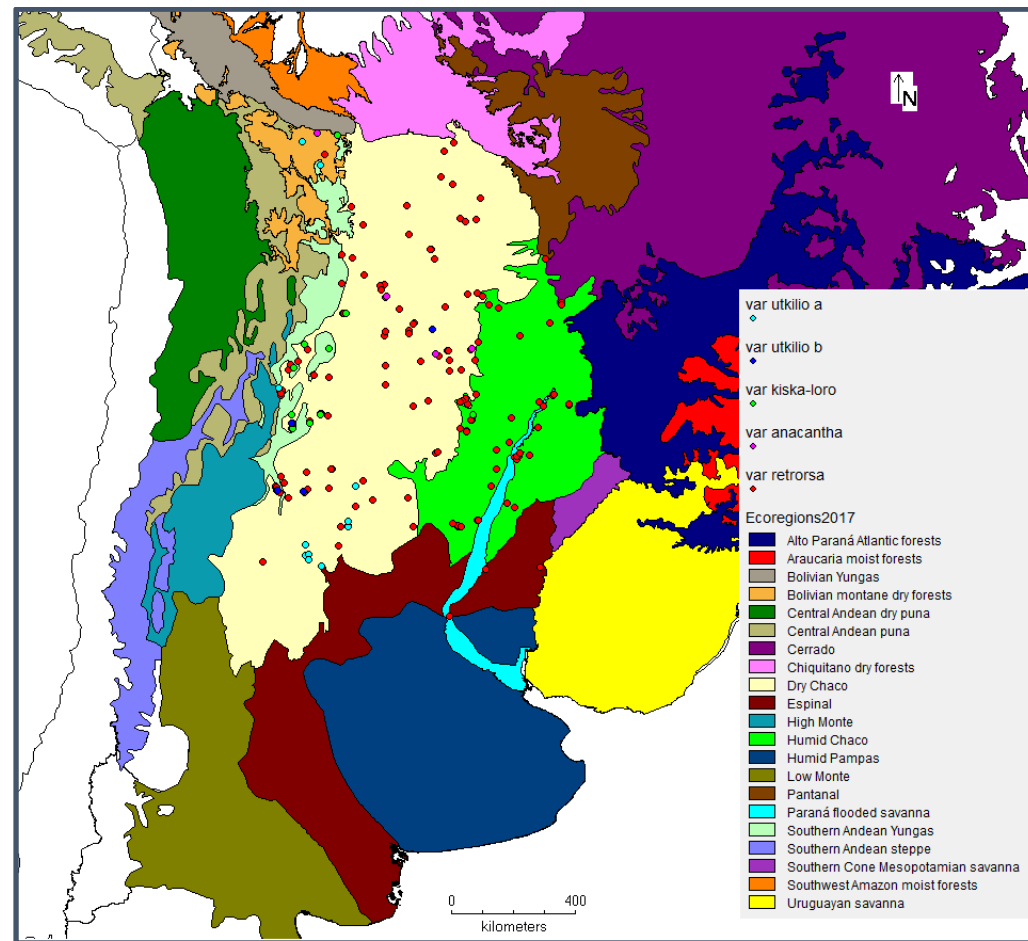 N
var utkilio a
var utkilio b
var kiska-loro
var anacantha
var retrorsa
Ecoregions2017
Alto Paraná Atlantic forests
Araucaria moist forests
Bolivian Yungas
Bolivian montane dry forests
Central Andean dry puna
Central Andean puna
Cerrado
Chiquitano dry forests
Dry Chaco
Espinal
High Monte
Humid Chaco
Humid Pampas
Low Monte
Pantanal
Paraná flooded savanna
Southern Andean Yungas
Southern Andean steppe
Southern Cone Mesopotamian savanna
Southwest Amazon moist forests
Uruguayan savanna
0 400
kilometers